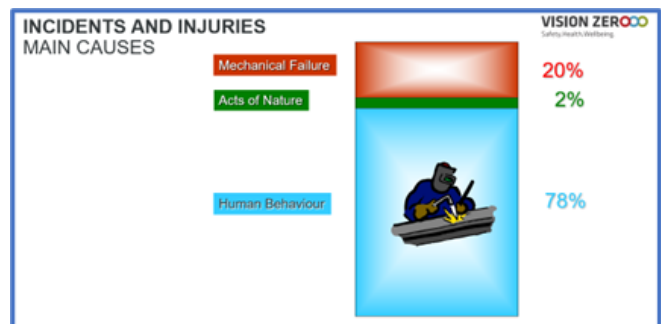 INCIDENTS AND INJURIES
MAIN CAUSES
VISION ZEROOO
Safety.Health.Wellbeing.
Mechanical Failure
20%
Acts of Nature
2%
Human Behaviour
78%